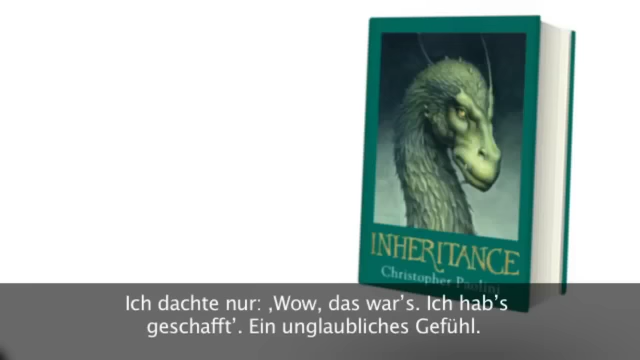 INHERITANCE
Christopher Paolini
Ich dachte nur: ‚Wow, das war’s. Ich hab’s
geschafft’. Ein unglaubliches Gefühl.